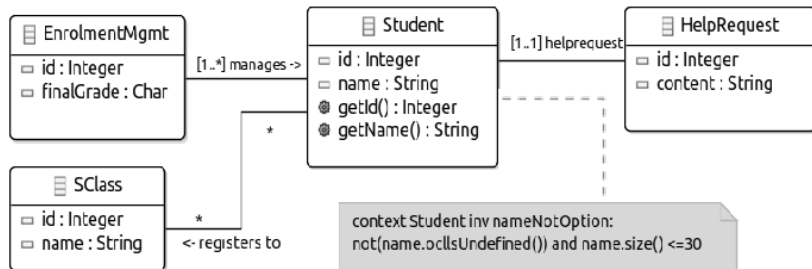 EnrolmentMgmt
id : Integer
finalGrade : Char
[1..*] manages ->
Student
id : Integer
name : String
getId() : Integer
getName() : String
[1..1] helprequest
HelpRequest
id : Integer
content : String
*
SClass
id : Integer
name : String
*
<- registers to
context Student inv nameNotOption:
not(name.ocllsUndefined()) and name.size() <=30